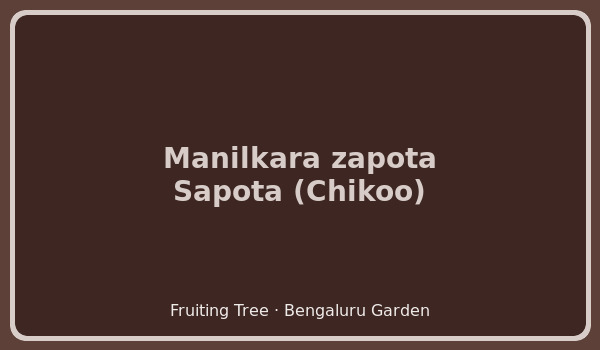 Manilkara zapota
Sapota (Chikoo)
Fruiting Tree · Bengaluru Garden